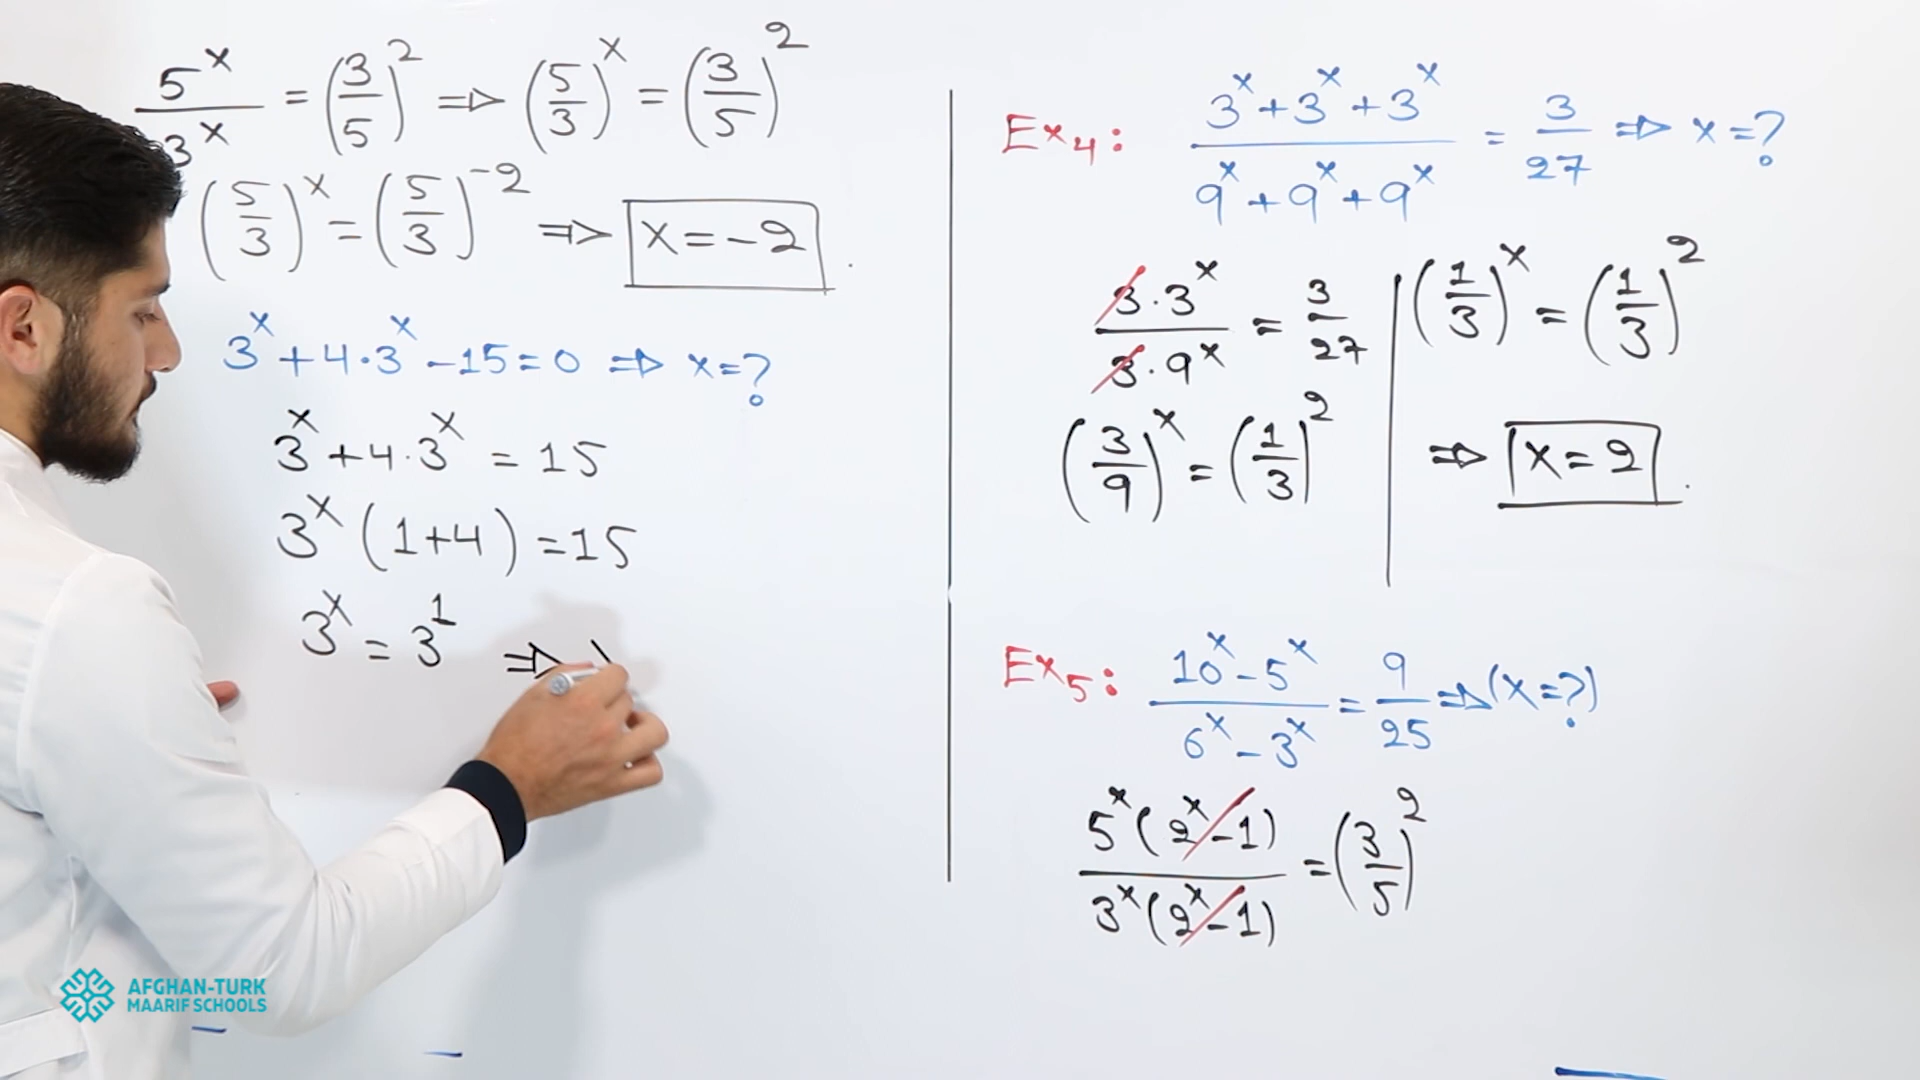 5^x / 3^x = (3/5)^2 ⇒ (5/3)^x = (3/5)^2
(5/3)^x = (5/3)^-2 ⇒ x = -2 .
3^x + 4·3^x - 15 = 0 ⇒ x = ?
3^x + 4·3^x = 15
3^x (1+4) = 15
3^x = 3^1 ⇒
Ex4: (3^x + 3^x + 3^x) / (9^x + 9^x + 9^x) = 3/27 ⇒ x = ?
3·3^x / 3·9^x = 3/27
(3/9)^x = (1/3)^2
(1/3)^x = (1/3)^2
⇒ x = 2 .
Ex5: (10^x - 5^x) / (6^x - 3^x) = 9/25 ⇒ (x = ?)
5^x (2^x - 1) / 3^x (2^x - 1) = (3/5)^2
AFGHAN-TURK
MAARIF SCHOOLS